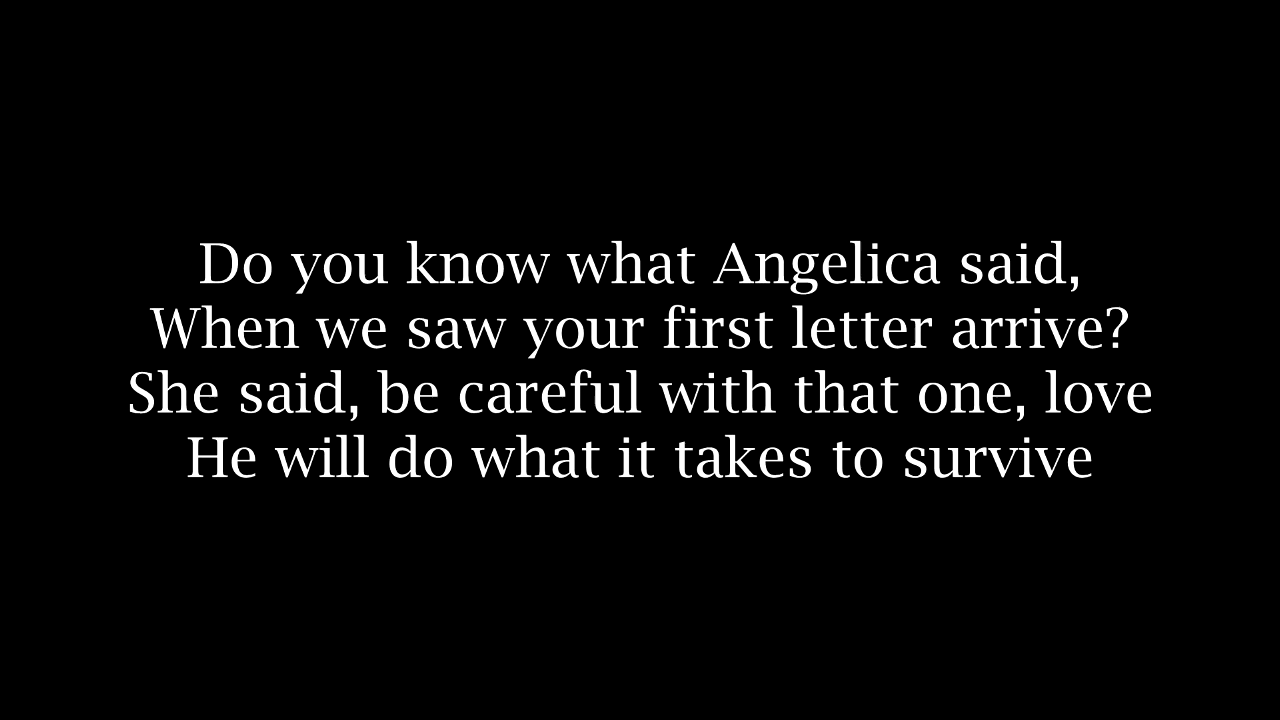 Do you know what Angelica said,
When we saw your first letter arrive?
She said, be careful with that one, love
He will do what it takes to survive